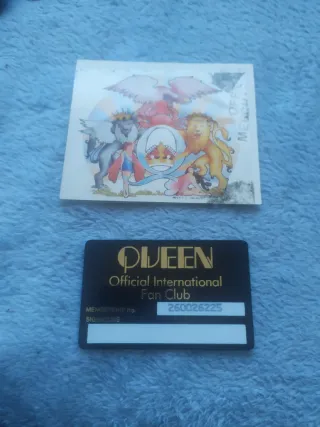 QUEEN
Official International
Fan Club
MEMBERSHIP No. 260026225
SIGNATURE